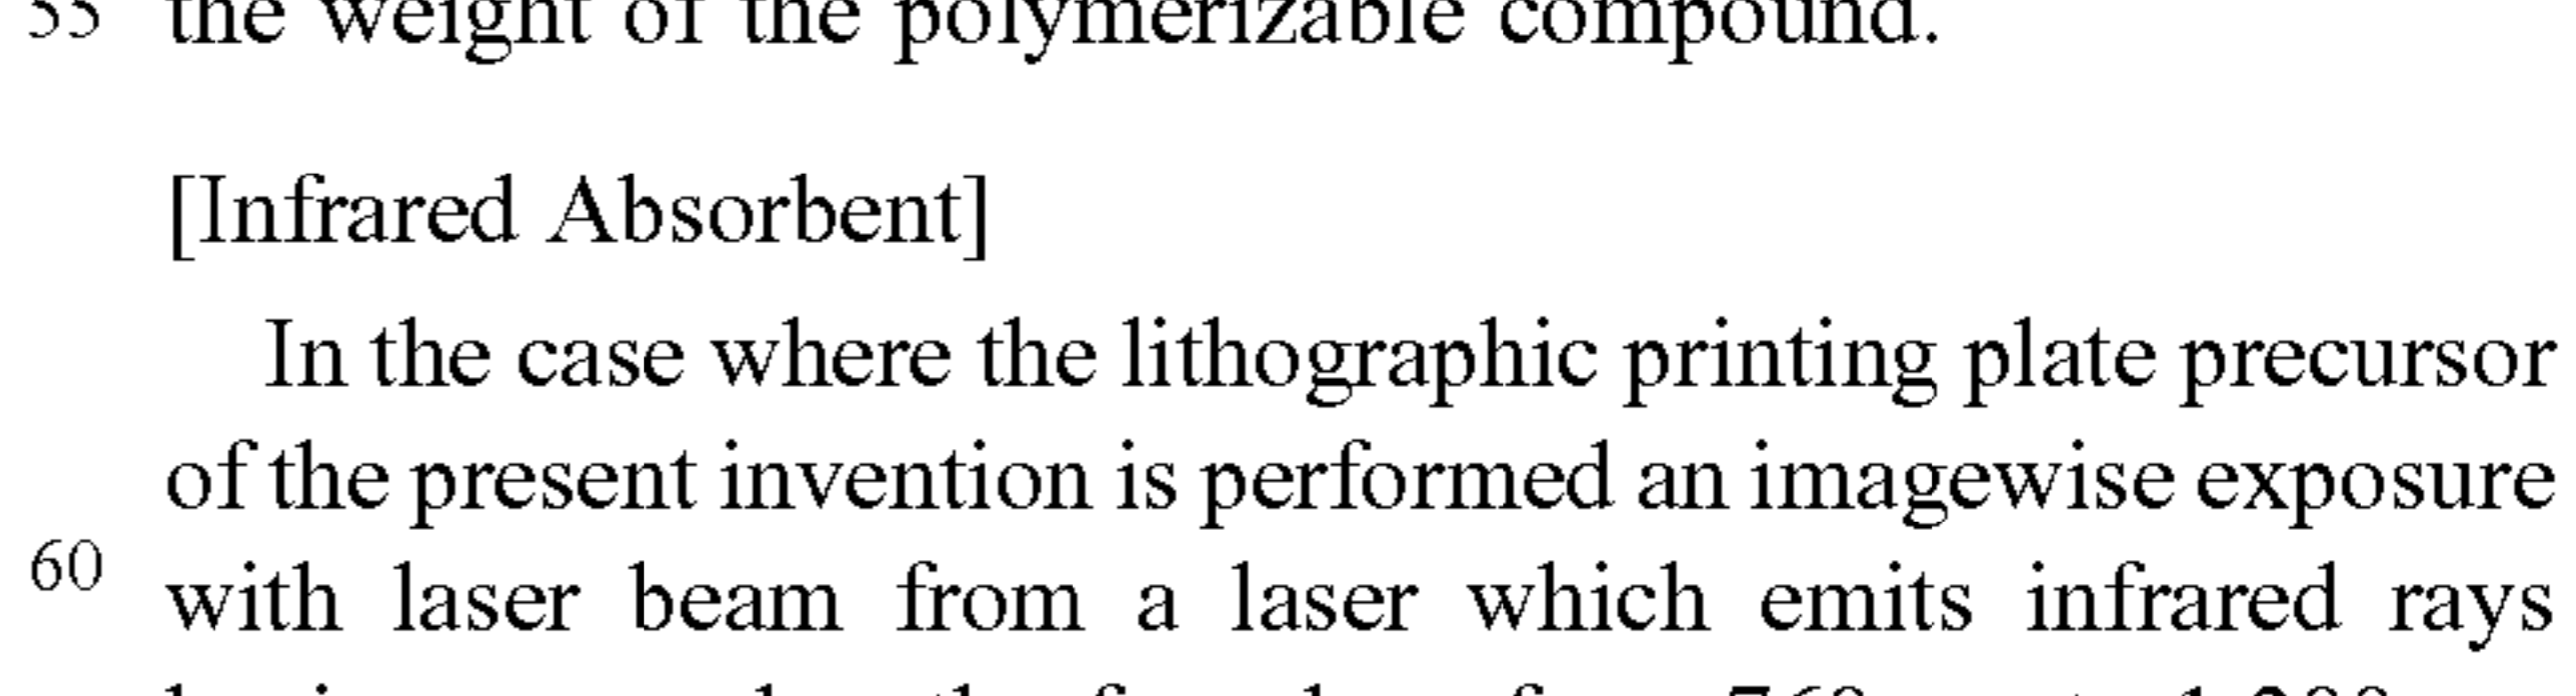 55 the weight of the polymerizable compound.
[Infrared Absorbent]
In the case where the lithographic printing plate precursor
of the present invention is performed an imagewise exposure
60 with laser beam from a laser which emits infrared rays